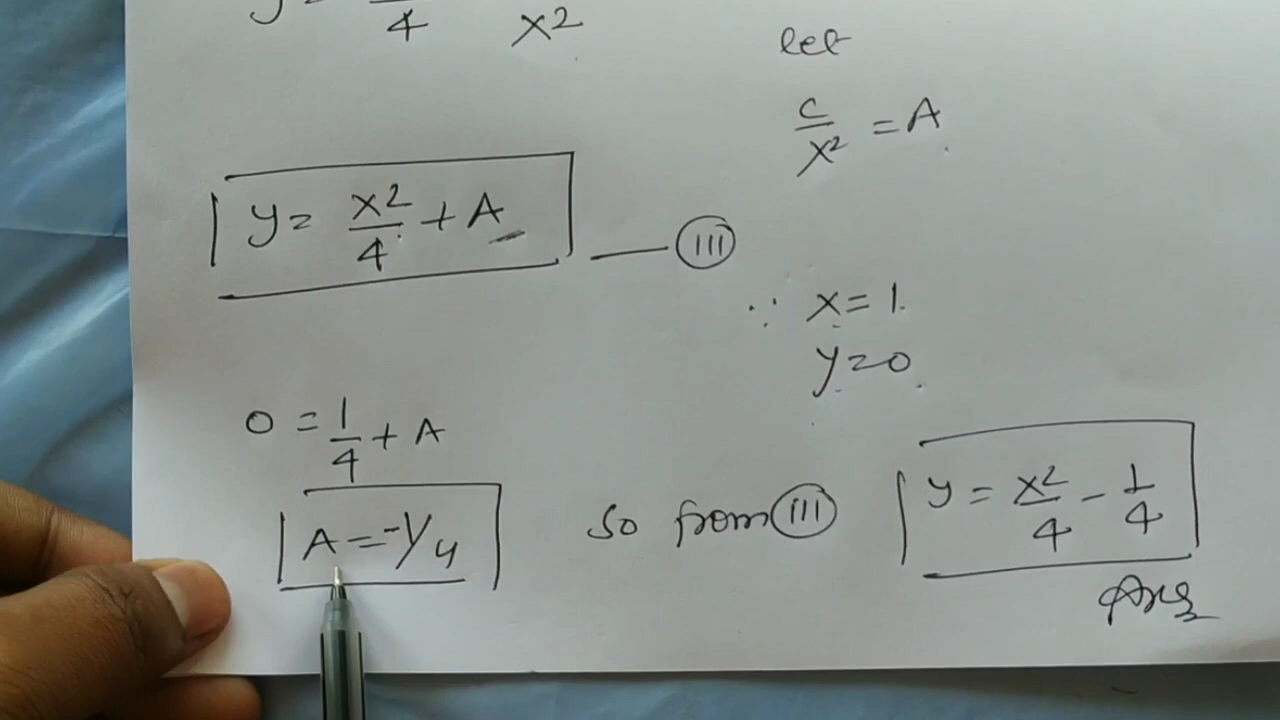 y = /4 x²
let
c/x² = A
y = x²/4 + A — (III)
∵ x = 1
y = 0
0 = 1/4 + A
A = -1/4
So from (III) y = x²/4 - 1/4
Ans